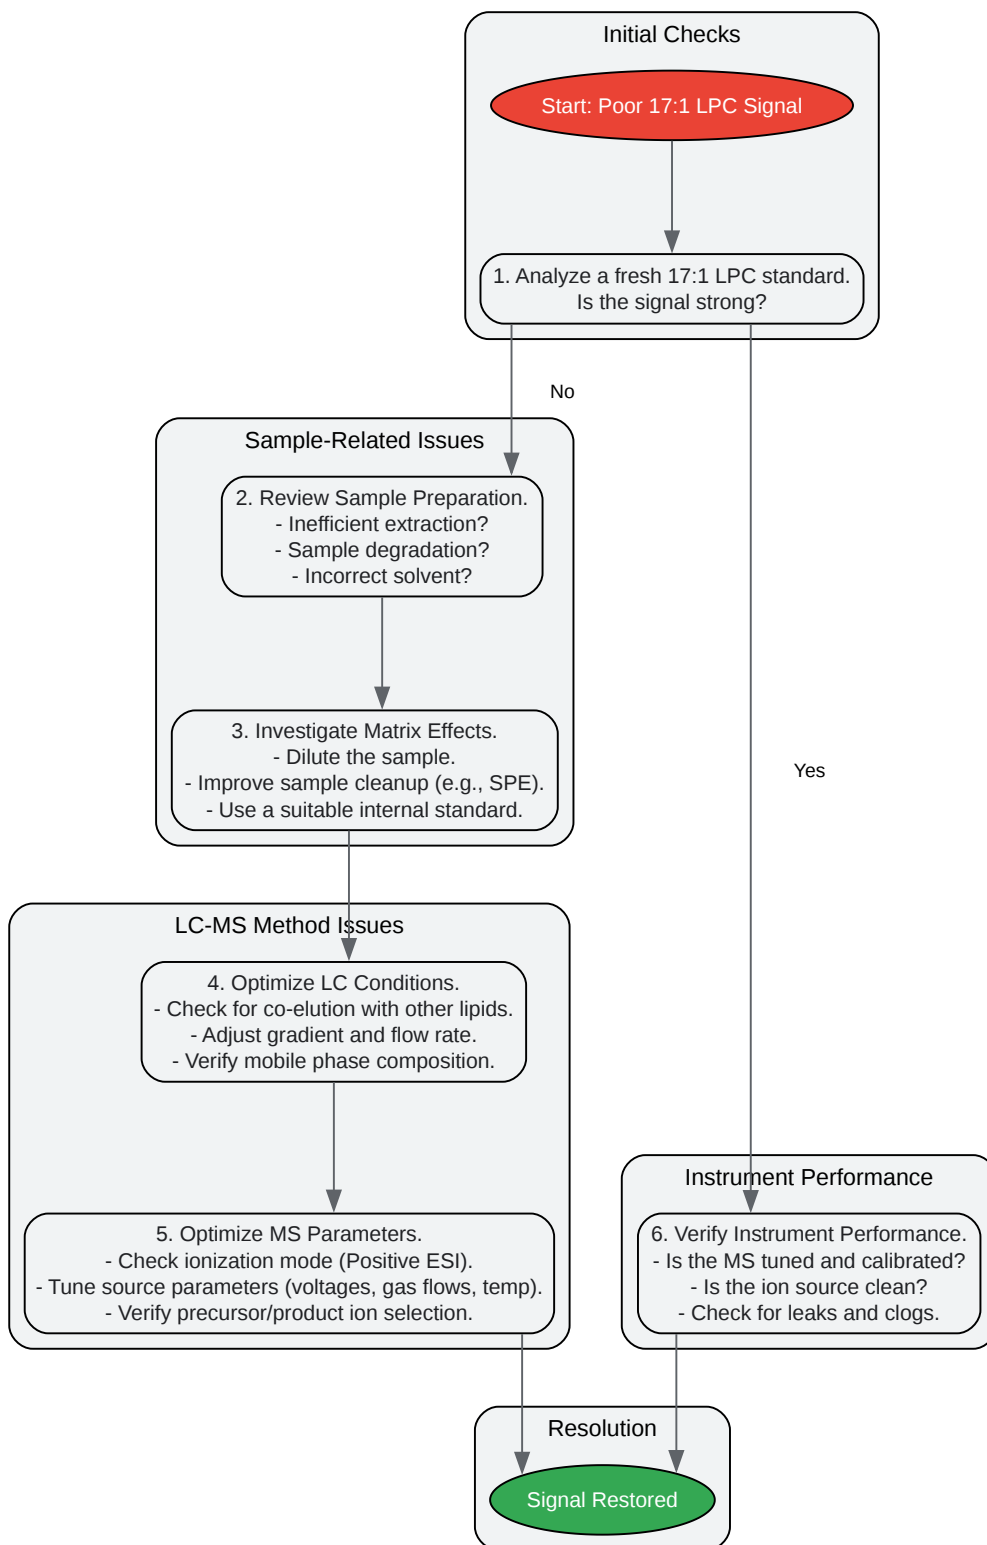 Initial Checks
Start: Poor 17:1 LPC Signal
1. Analyze a fresh 17:1 LPC standard.
Is the signal strong?
No
Sample-Related Issues
2. Review Sample Preparation.
- Inefficient extraction?
- Sample degradation?
- Incorrect solvent?
3. Investigate Matrix Effects.
- Dilute the sample.
- Improve sample cleanup (e.g., SPE).
- Use a suitable internal standard.
Yes
LC-MS Method Issues
4. Optimize LC Conditions.
- Check for co-elution with other lipids.
- Adjust gradient and flow rate.
- Verify mobile phase composition.
5. Optimize MS Parameters.
- Check ionization mode (Positive ESI).
- Tune source parameters (voltages, gas flows, temp).
- Verify precursor/product ion selection.
Instrument Performance
6. Verify Instrument Performance.
- Is the MS tuned and calibrated?
- Is the ion source clean?
- Check for leaks and clogs.
Resolution
Signal Restored